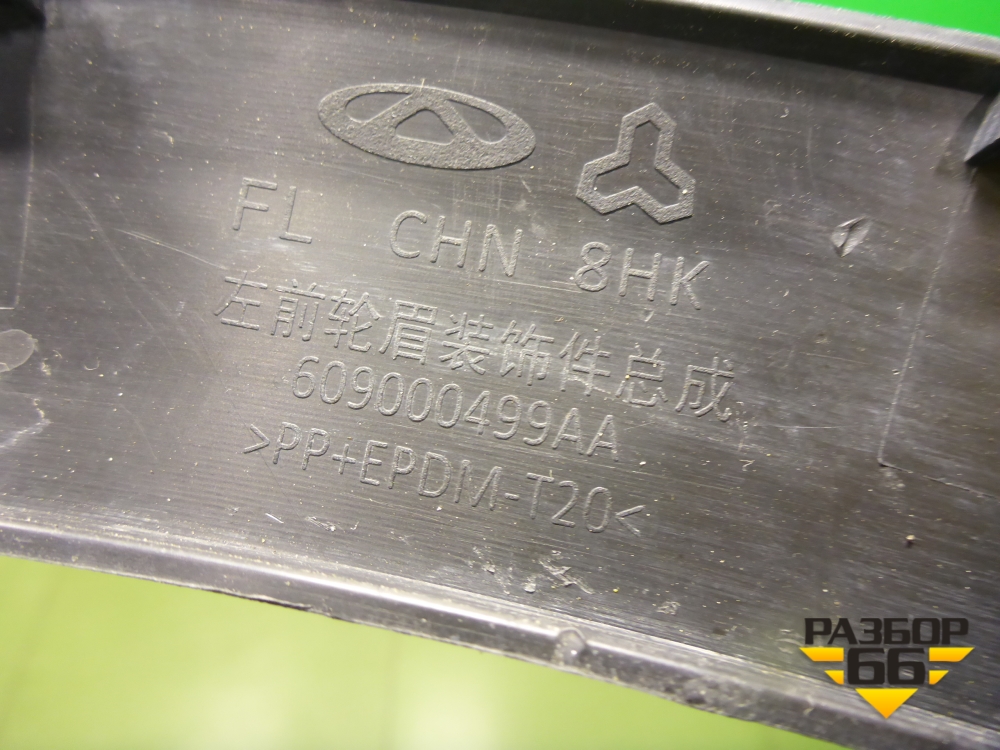 FL CHN 8HK
左前轮眉装饰件总成
609000499AA
>PP+EPDM-T20<
РАЗБОР
66